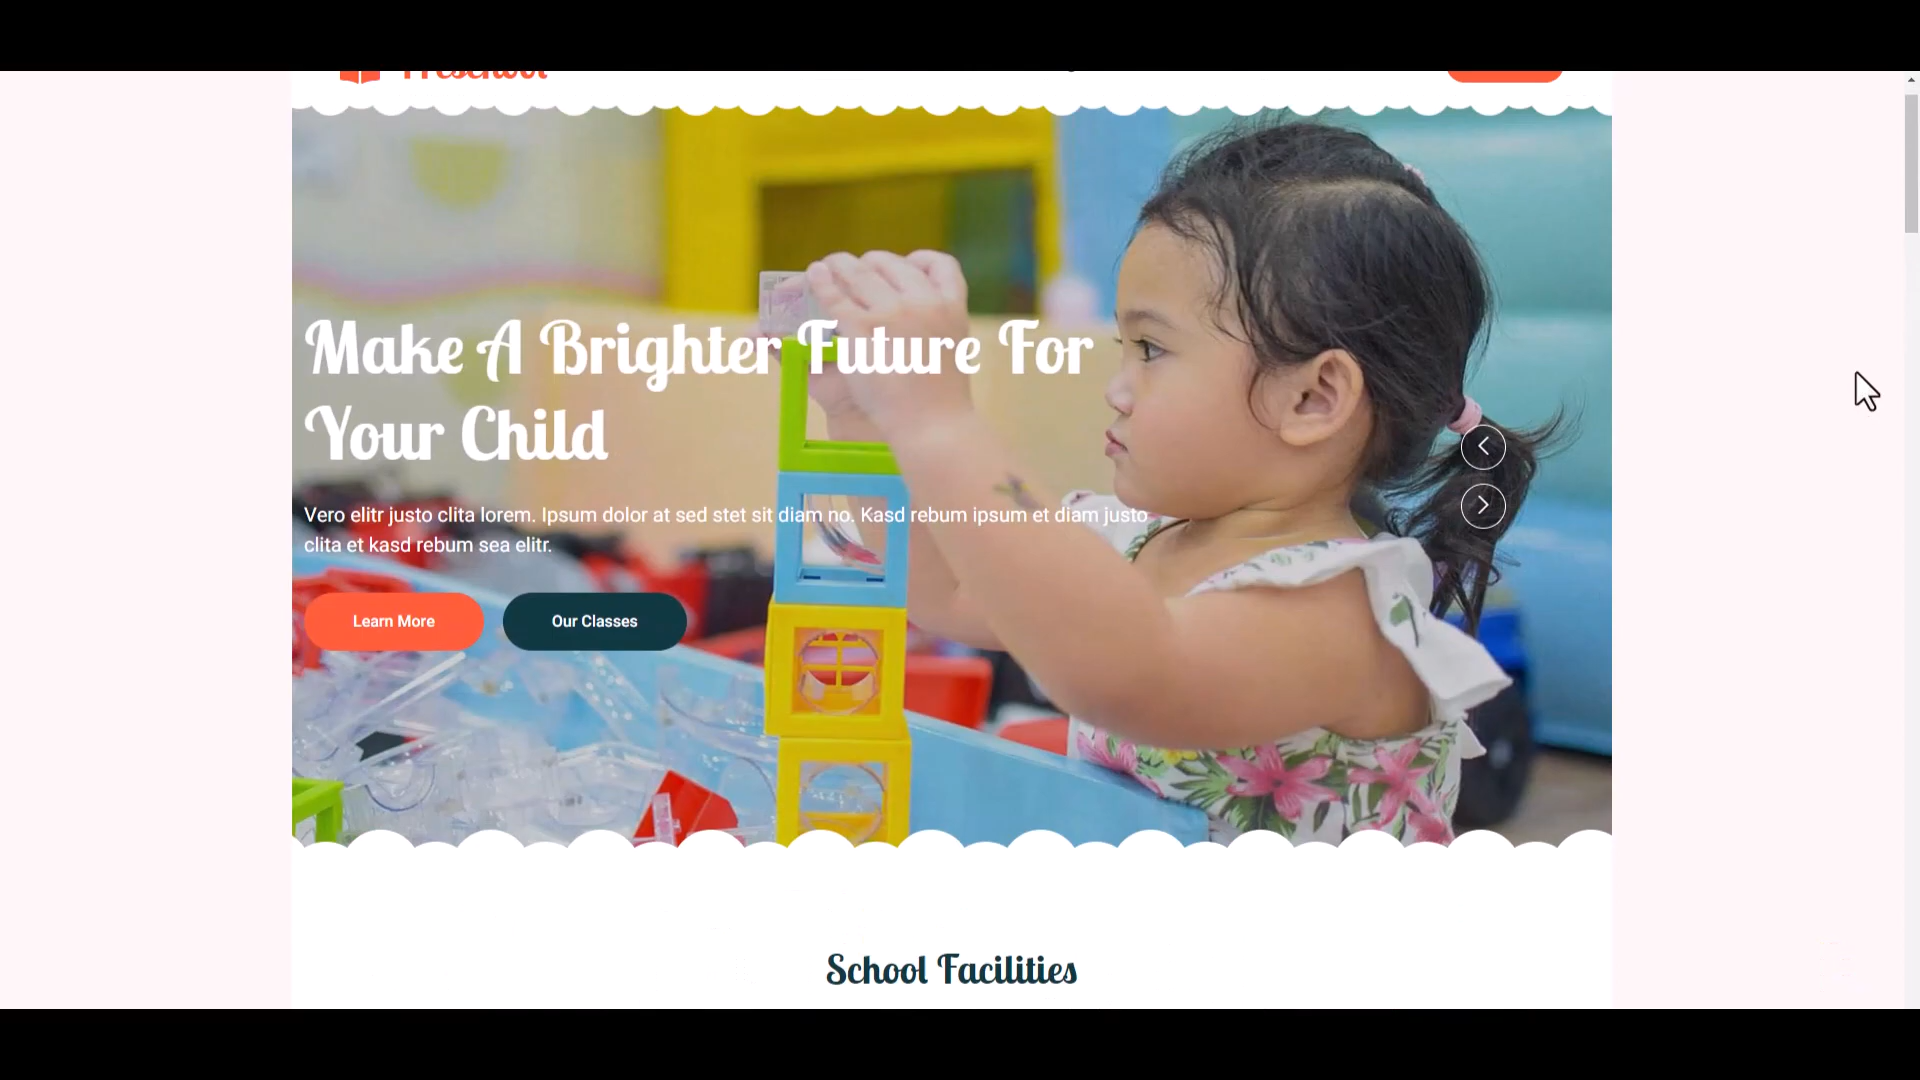 Preschool
Make A Brighter Future For
Your Child
Vero elitr justo clita lorem. Ipsum dolor at sed stet sit diam no. Kasd rebum ipsum et diam justo
clita et kasd rebum sea elitr.
Learn More
Our Classes
School Facilities